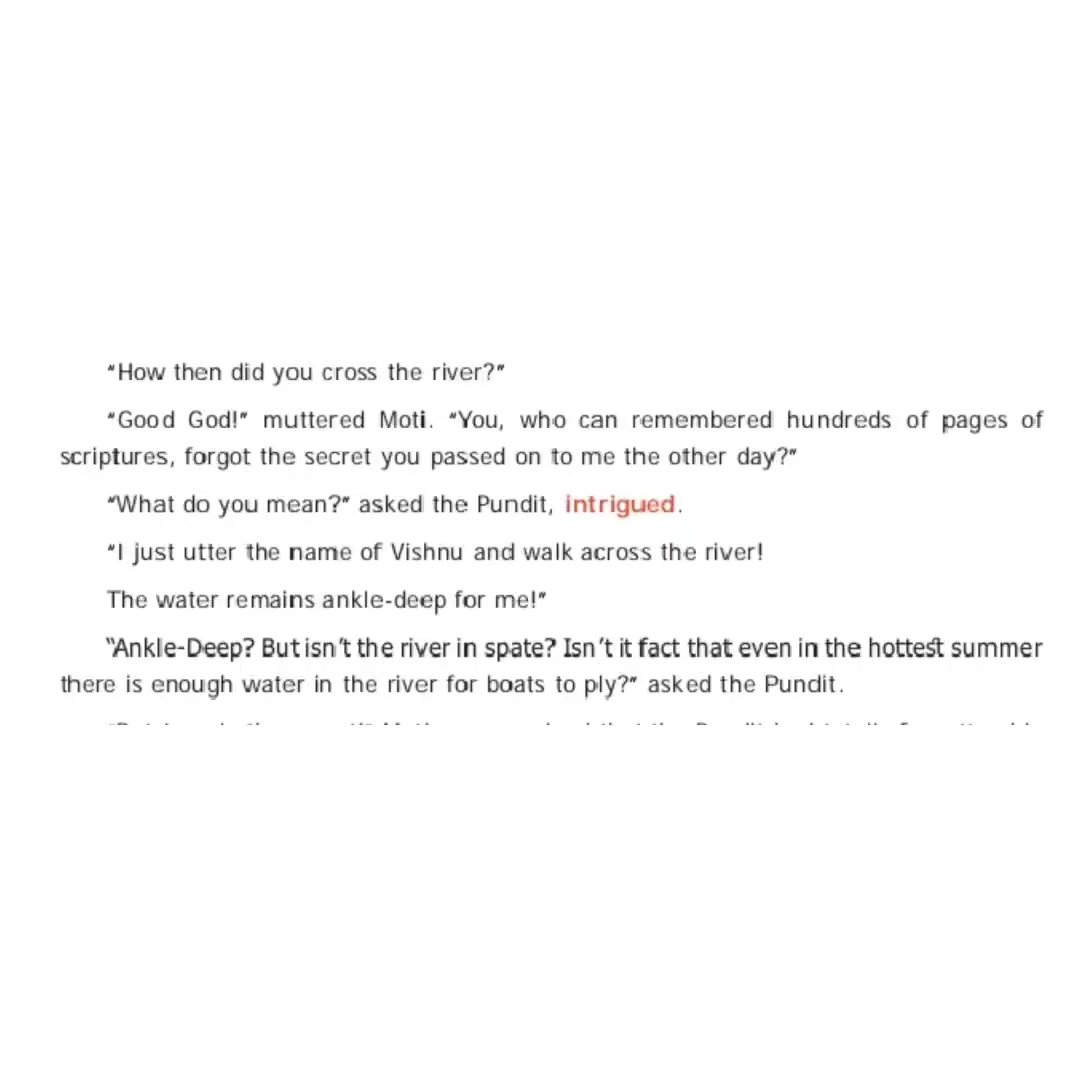 “How then did you cross the river?”
“Good God!” muttered Moti. “You, who can remembered hundreds of pages of
scriptures, forgot the secret you passed on to me the other day?”
“What do you mean?” asked the Pundit, intrigued.
“I just utter the name of Vishnu and walk across the river!
The water remains ankle-deep for me!”
“Ankle-Deep? But isn’t the river in spate? Isn’t it fact that even in the hottest summer
there is enough water in the river for boats to ply?” asked the Pundit.